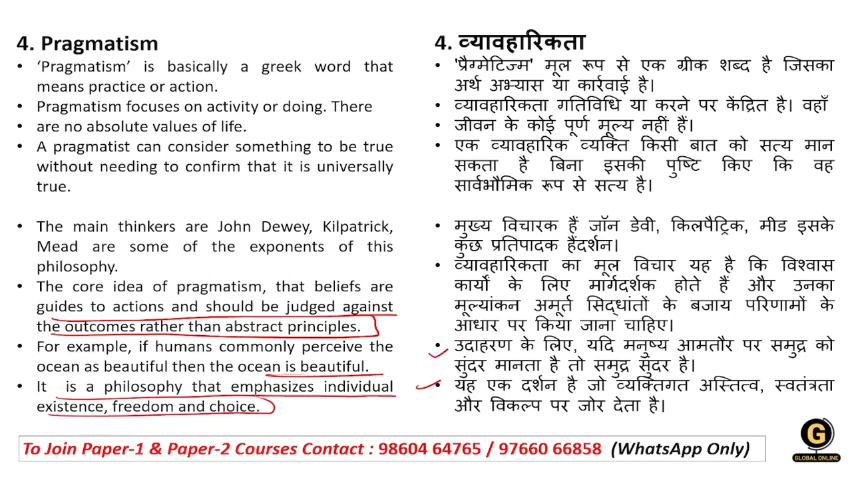 4. Pragmatism
• 'Pragmatism' is basically a greek word that
means practice or action.
• Pragmatism focuses on activity or doing. There
• are no absolute values of life.
• A pragmatist can consider something to be true
without needing to confirm that it is universally
true.
• The main thinkers are John Dewey, Kilpatrick,
Mead are some of the exponents of this
philosophy.
• The core idea of pragmatism, that beliefs are
guides to actions and should be judged against
the outcomes rather than abstract principles.
• For example, if humans commonly perceive the
ocean as beautiful then the ocean is beautiful.
• It is a philosophy that emphasizes individual
existence, freedom and choice.
4. व्यावहारिकता
• 'प्रैग्मेटिज्म' मूल रूप से एक ग्रीक शब्द है जिसका
अर्थ अभ्यास या कार्रवाई है।
• व्यावहारिकता गतिविधि या करने पर केंद्रित है। वहाँ
• जीवन के कोई पूर्ण मूल्य नहीं हैं।
• एक व्यावहारिक व्यक्ति किसी बात को सत्य मान
सकता है बिना इसकी पुष्टि किए कि वह
सार्वभौमिक रूप से सत्य है।
• मुख्य विचारक हैं जॉन डेवी, किलपैट्रिक, मीड इसके
कुछ प्रतिपादक हैंदर्शन।
• व्यावहारिकता का मूल विचार यह है कि विश्वास
कार्यों के लिए मार्गदर्शक होते हैं और उनका
मूल्यांकन अमूर्त सिद्धांतों के बजाय परिणामों के
आधार पर किया जाना चाहिए।
• उदाहरण के लिए, यदि मनुष्य आमतौर पर समुद्र को
सुंदर मानता है तो समुद्र सुंदर है।
• यह एक दर्शन है जो व्यक्तिगत अस्तित्व, स्वतंत्रता
और विकल्प पर जोर देता है।
To Join Paper-1 & Paper-2 Courses Contact : 98604 64765 / 97660 66858 (WhatsApp Only)
G
GLOBAL ONLINE